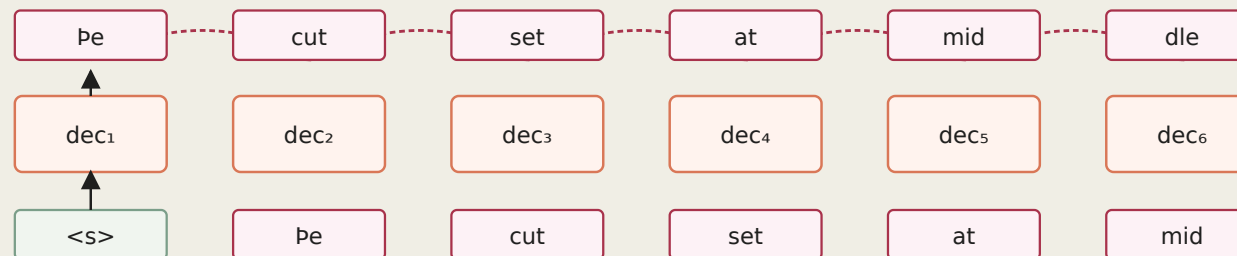 Þe cut set at mid dle
dec₁ dec₂ dec₃ dec₄ dec₅ dec₆
<s> Þe cut set at mid